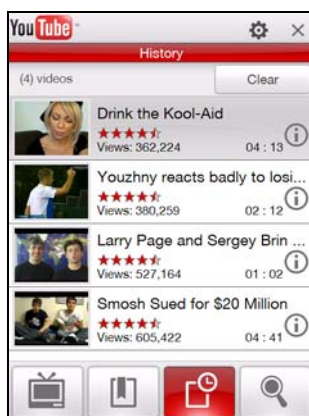 YouTube
History
(4) videos
Clear
Drink the Kool-Aid
Views: 362,224 04 : 13
Youzhny reacts badly to losi...
Views: 380,259 02 : 12
Larry Page and Sergey Brin ...
Views: 527,164 01 : 02
Smosh Sued for $20 Million
Views: 605,422 04 : 41